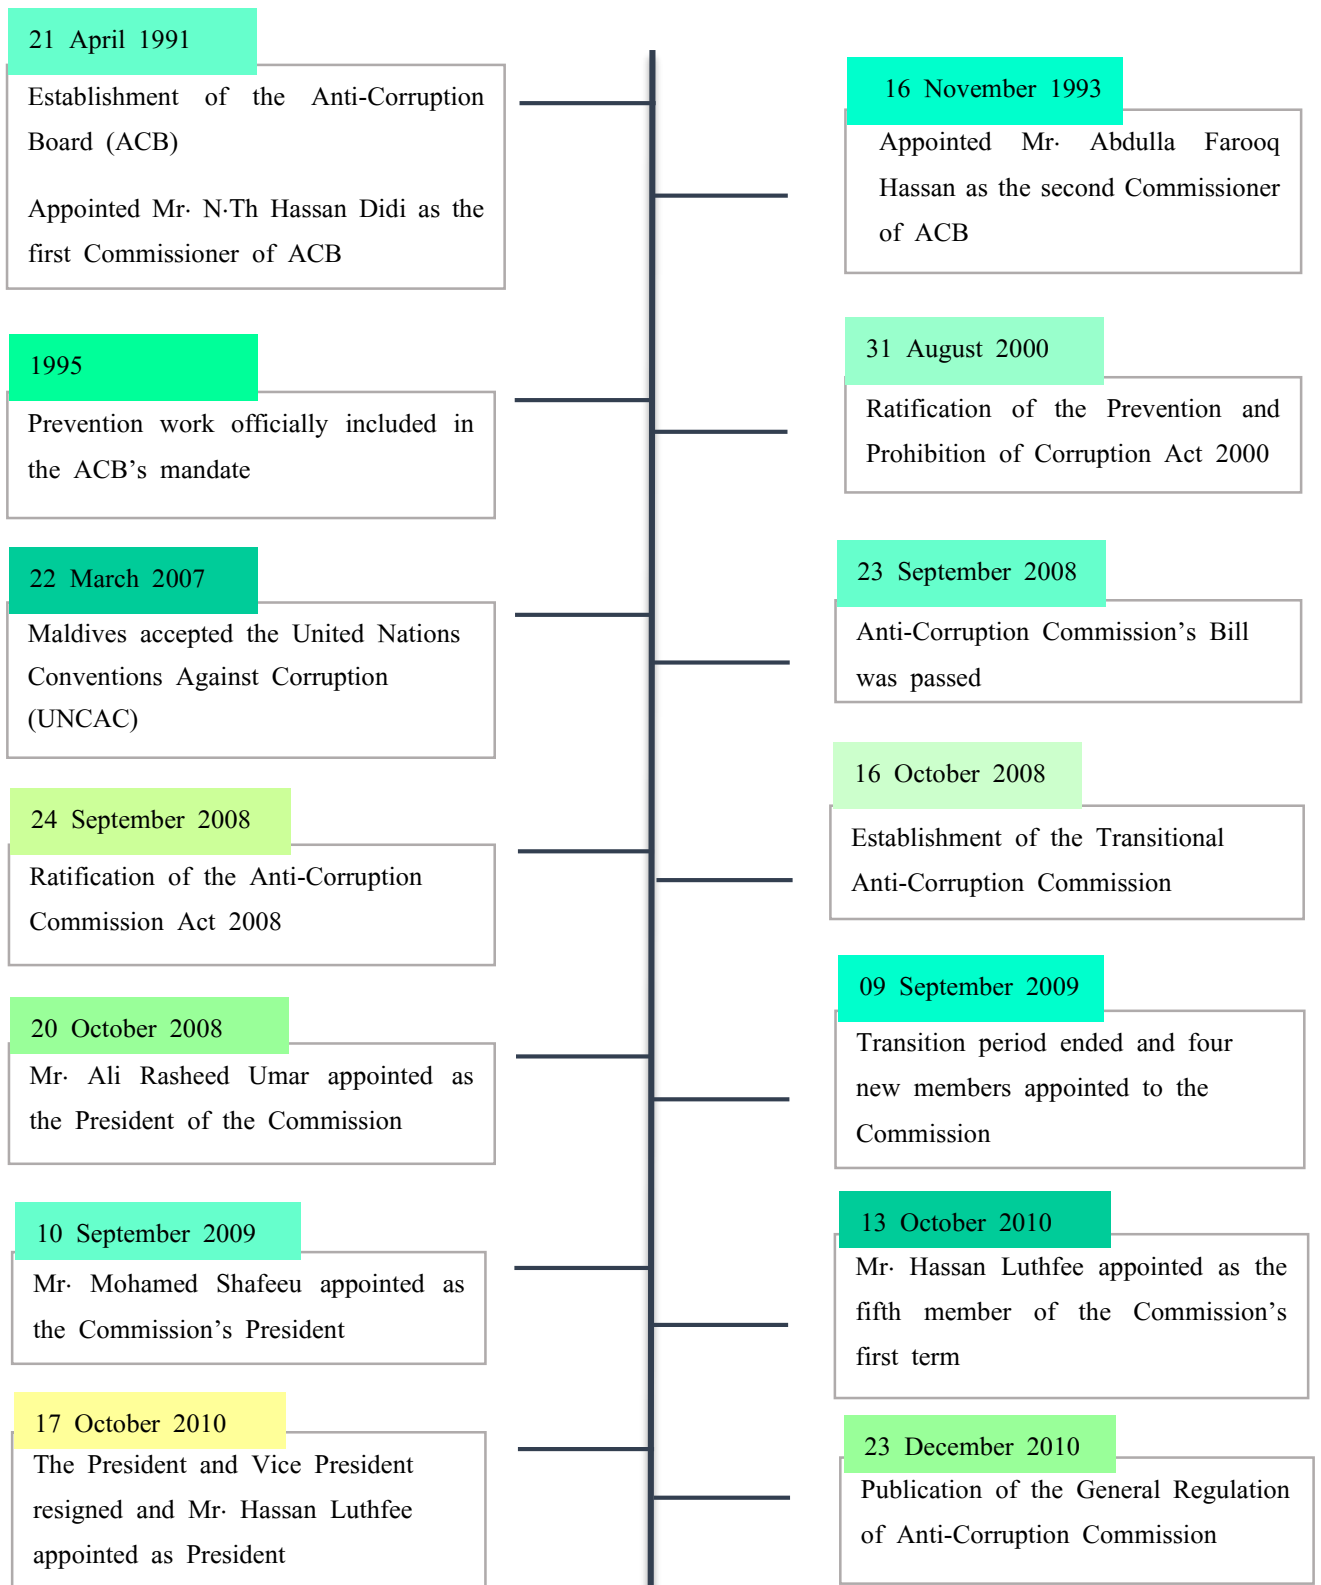 21 April 1991
Establishment of the Anti-Corruption
Board (ACB)
Appointed Mr. N.Th Hassan Didi as the
first Commissioner of ACB
16 November 1993
Appointed Mr. Abdulla Farooq
Hassan as the second Commissioner
of ACB
1995
Prevention work officially included in
the ACB’s mandate
31 August 2000
Ratification of the Prevention and
Prohibition of Corruption Act 2000
22 March 2007
Maldives accepted the United Nations
Conventions Against Corruption
(UNCAC)
23 September 2008
Anti-Corruption Commission’s Bill
was passed
24 September 2008
Ratification of the Anti-Corruption
Commission Act 2008
16 October 2008
Establishment of the Transitional
Anti-Corruption Commission
20 October 2008
Mr. Ali Rasheed Umar appointed as
the President of the Commission
09 September 2009
Transition period ended and four
new members appointed to the
Commission
10 September 2009
Mr. Mohamed Shafeeu appointed as
the Commission’s President
13 October 2010
Mr. Hassan Luthfee appointed as the
fifth member of the Commission’s
first term
17 October 2010
The President and Vice President
resigned and Mr. Hassan Luthfee
appointed as President
23 December 2010
Publication of the General Regulation
of Anti-Corruption Commission